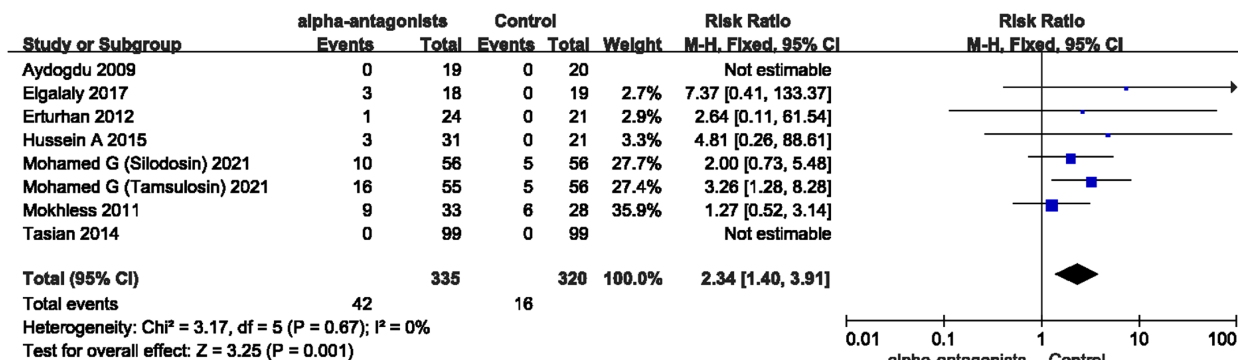 alpha-antagonists Control Risk Ratio Risk Ratio
Study or Subgroup Events Total Events Total Weight M-H, Fixed, 95% CI M-H, Fixed, 95% CI
Aydogdu 2009 0 19 0 20 Not estimable
Elgalaly 2017 3 18 0 19 2.7% 7.37 [0.41, 133.37]
Erturhan 2012 1 24 0 21 2.9% 2.64 [0.11, 61.54]
Hussein A 2015 3 31 0 21 3.3% 4.81 [0.26, 88.61]
Mohamed G (Silodosin) 2021 10 56 5 56 27.7% 2.00 [0.73, 5.48]
Mohamed G (Tamsulosin) 2021 16 55 5 56 27.4% 3.26 [1.28, 8.28]
Mokhless 2011 9 33 6 28 35.9% 1.27 [0.52, 3.14]
Tasian 2014 0 99 0 99 Not estimable
Total (95% CI) 335 320 100.0% 2.34 [1.40, 3.91]
Total events 42 16
Heterogeneity: Chi² = 3.17, df = 5 (P = 0.67); I² = 0%
Test for overall effect: Z = 3.25 (P = 0.001)
0.01 0.1 1 10 100
alpha-antagonists Control